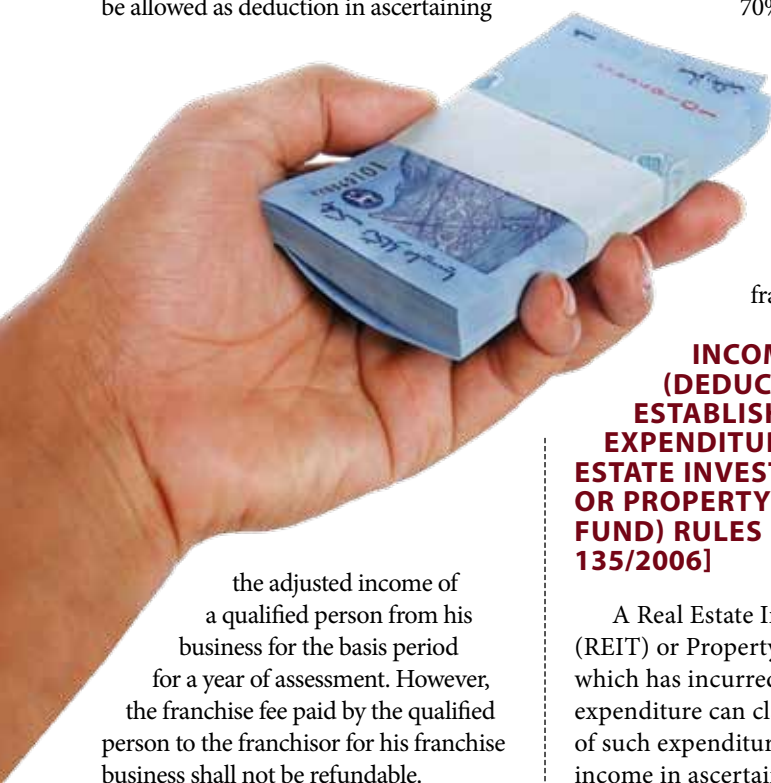 be allowed as deduction in ascertaining
the adjusted income of
a qualified person from his
business for the basis period
for a year of assessment. However,
the franchise fee paid by the qualified
person to the franchisor for his franchise
business shall not be refundable.
70%
fra
INCOM
(DEDUC
ESTABLISH
EXPENDITU
ESTATE INVEST
OR PROPERTY
FUND) RULES
135/2006]
A Real Estate I
(REIT) or Property
which has incurred
expenditure can cl
of such expenditur
income in ascertai